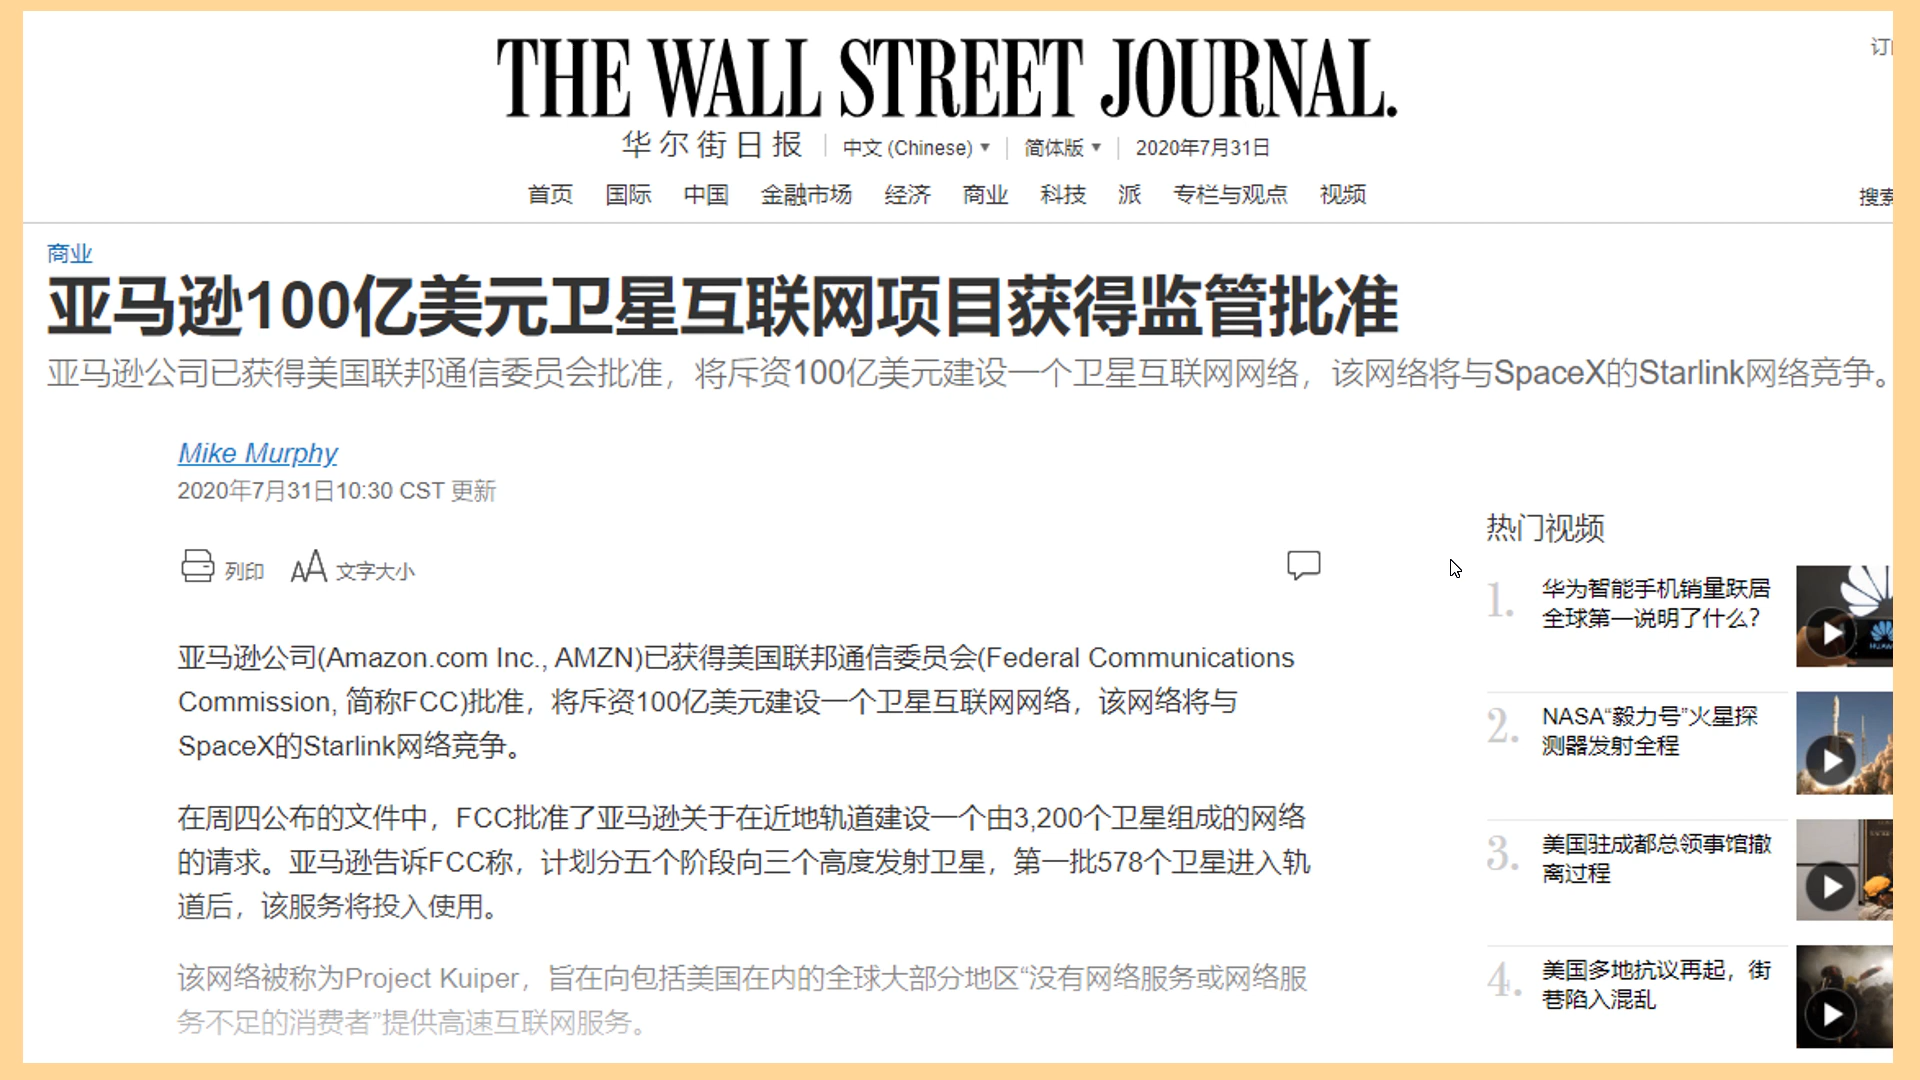 THE WALL STREET JOURNAL.
订
华尔街日报 中文 (Chinese) 简体版 2020年7月31日
首页 国际 中国 金融市场 经济 商业 科技 派 专栏与观点 视频
搜索
商业
亚马逊100亿美元卫星互联网项目获得监管批准
亚马逊公司已获得美国联邦通信委员会批准，将斥资100亿美元建设一个卫星互联网网络，该网络将与SpaceX的Starlink网络竞争。
Mike Murphy
2020年7月31日10:30 CST 更新
列印 AA 文字大小
亚马逊公司(Amazon.com Inc., AMZN)已获得美国联邦通信委员会(Federal Communications
Commission, 简称FCC)批准，将斥资100亿美元建设一个卫星互联网网络，该网络将与
SpaceX的Starlink网络竞争。
在周四公布的文件中，FCC批准了亚马逊关于在近地轨道建设一个由3,200个卫星组成的网络
的请求。亚马逊告诉FCC称，计划分五个阶段向三个高度发射卫星，第一批578个卫星进入轨
道后，该服务将投入使用。
该网络被称为Project Kuiper，旨在向包括美国在内的全球大部分地区“没有网络服务或网络服
务不足的消费者”提供高速互联网服务。
热门视频
1. 华为智能手机销量跃居
全球第一说明了什么？
2. NASA“毅力号”火星探
测器发射全程
3. 美国驻成都总领事馆撤
离过程
4. 美国多地抗议再起，街
巷陷入混乱